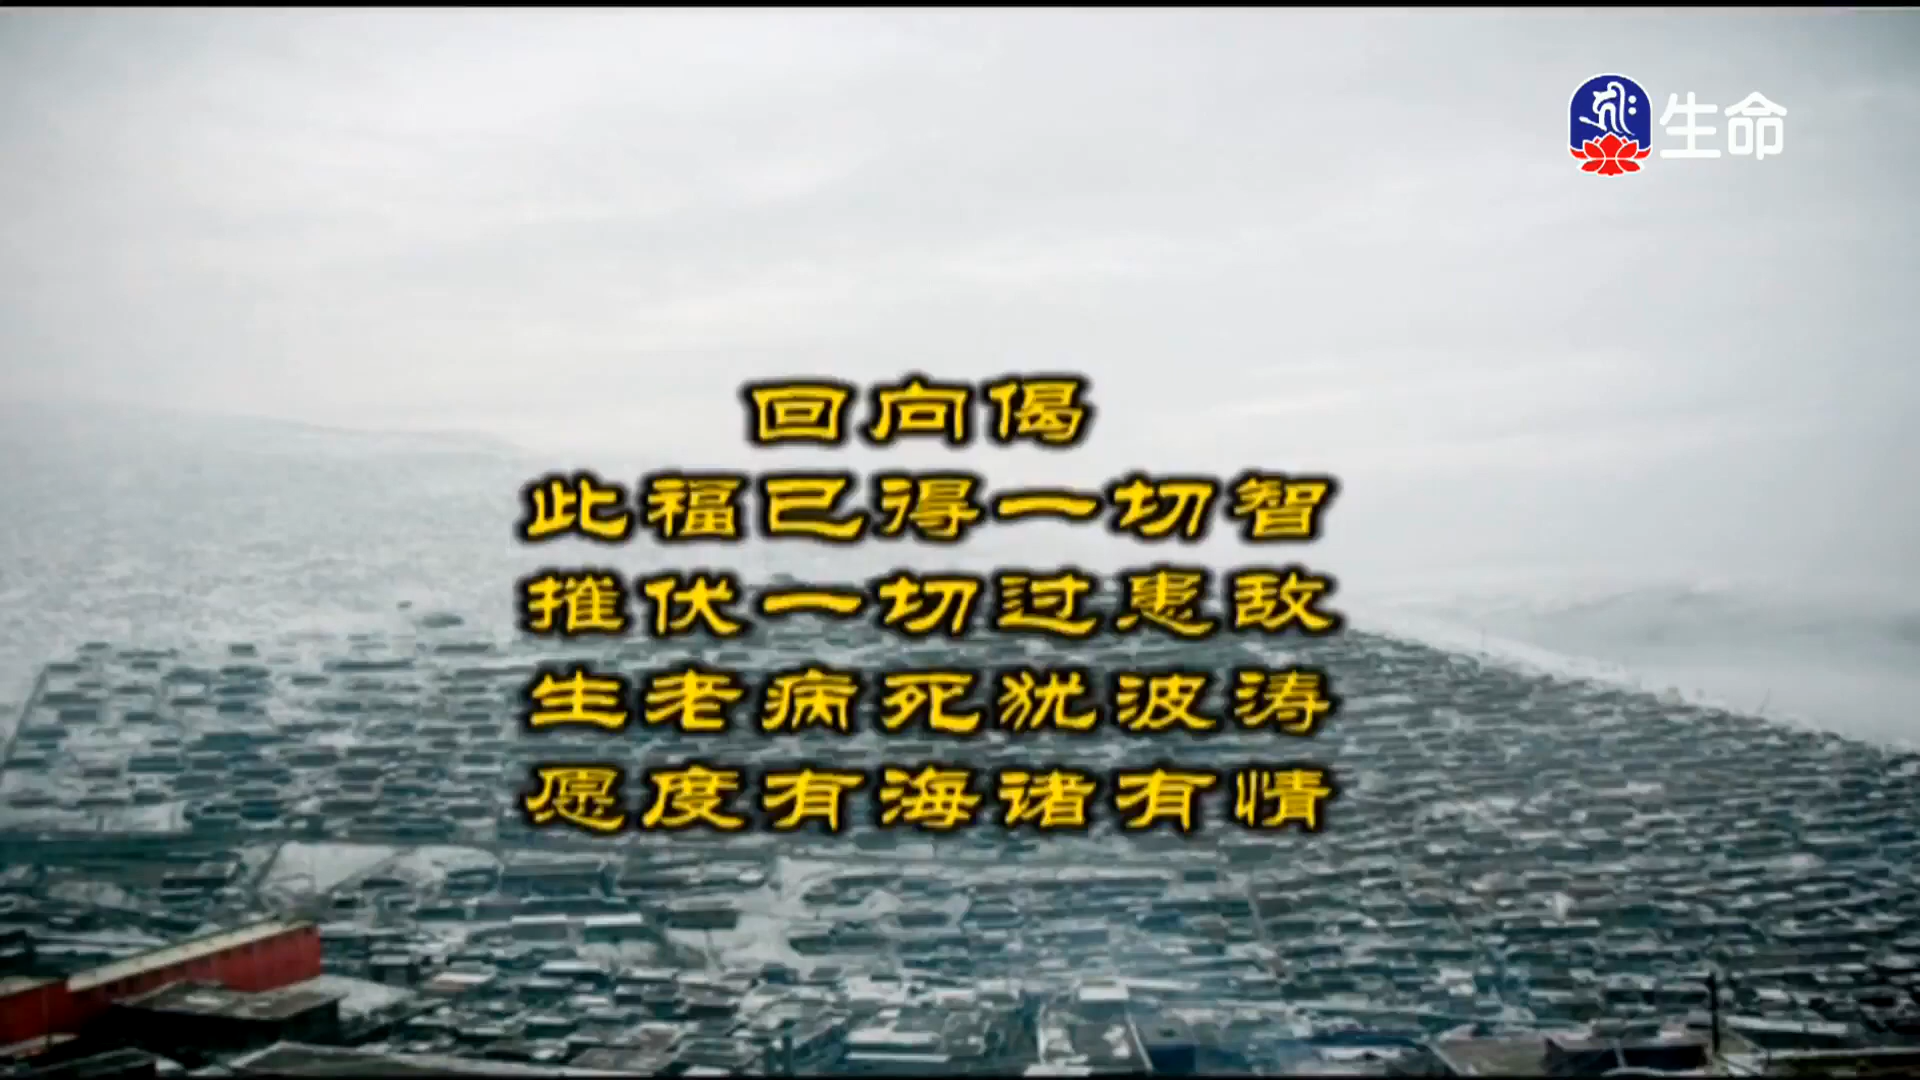 生命
回向偈
此福已得一切智
摧伏一切过患敌
生老病死犹波涛
愿度有海诸有情